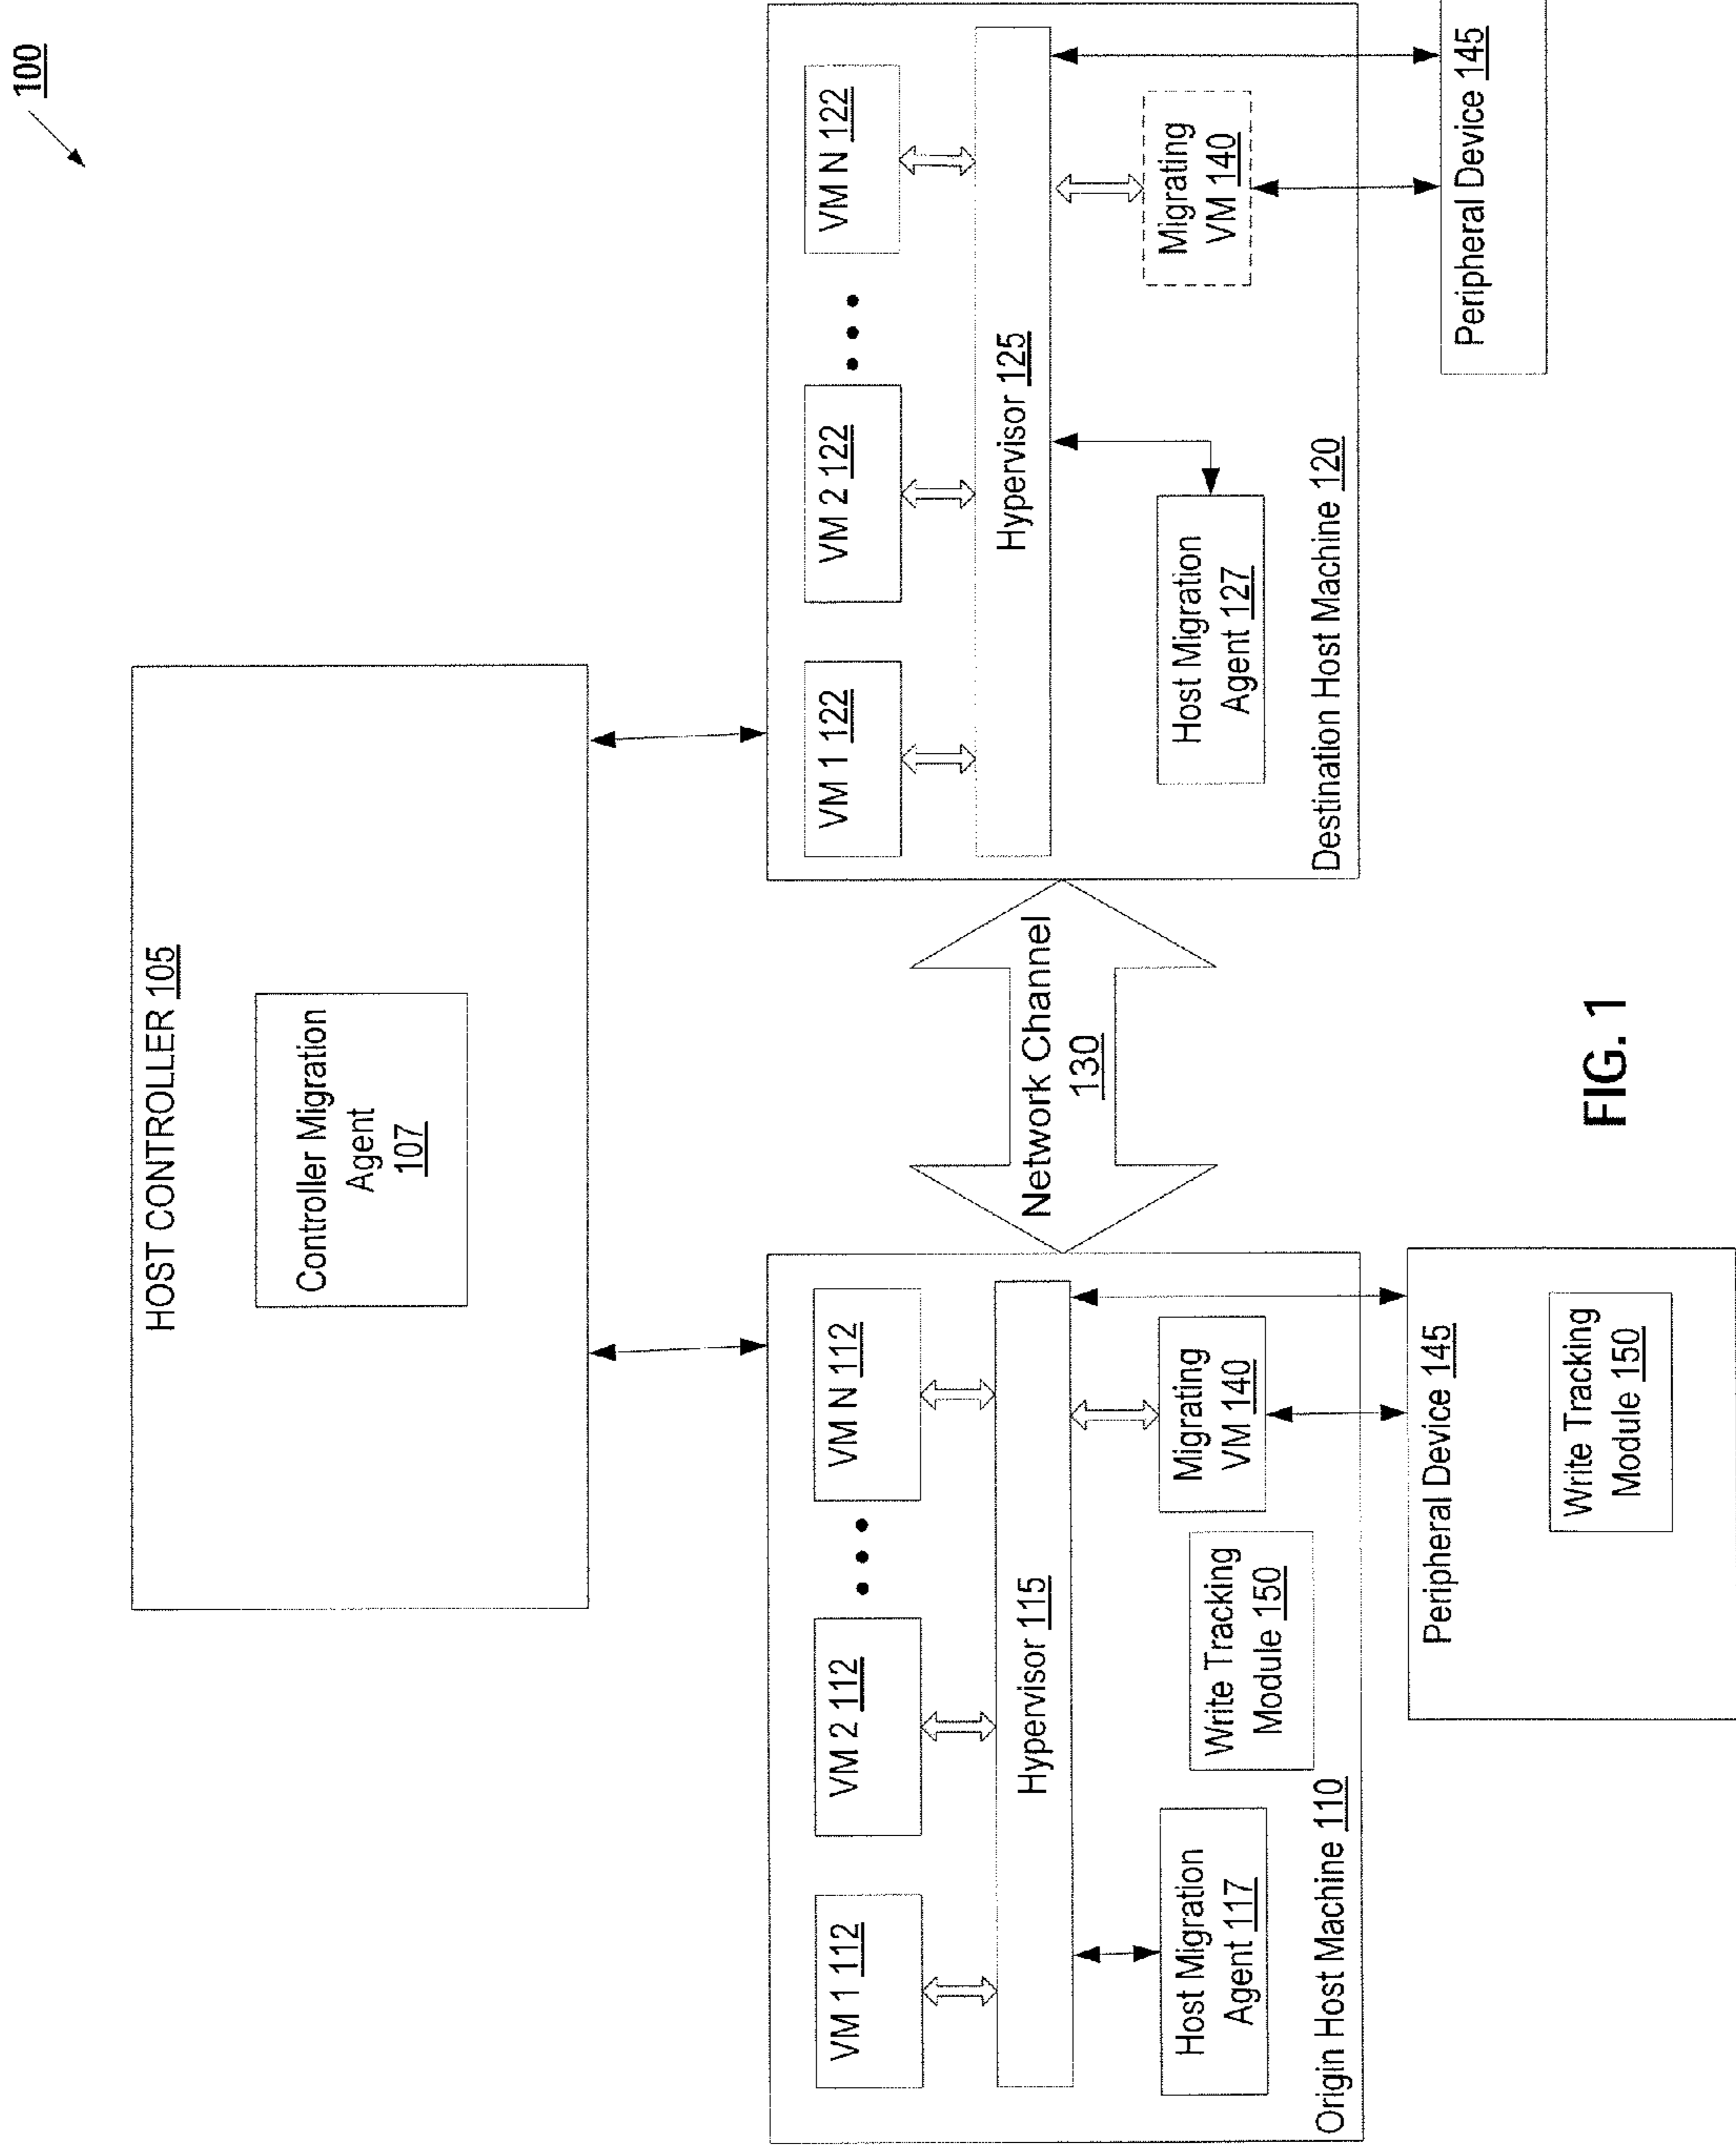 100
HOST CONTROLLER 105
Controller Migration
Agent
107
VM 1 112
VM 2 112
VM N 112
Hypervisor 115
Host Migration
Agent 117
Write Tracking
Module 150
Migrating
VM 140
Origin Host Machine 110
Peripheral Device 145
Write Tracking
Module 150
Network Channel
130
VM 1 122
VM 2 122
VM N 122
Hypervisor 125
Host Migration
Agent 127
Migrating
VM 140
Destination Host Machine 120
Peripheral Device 145
FIG. 1